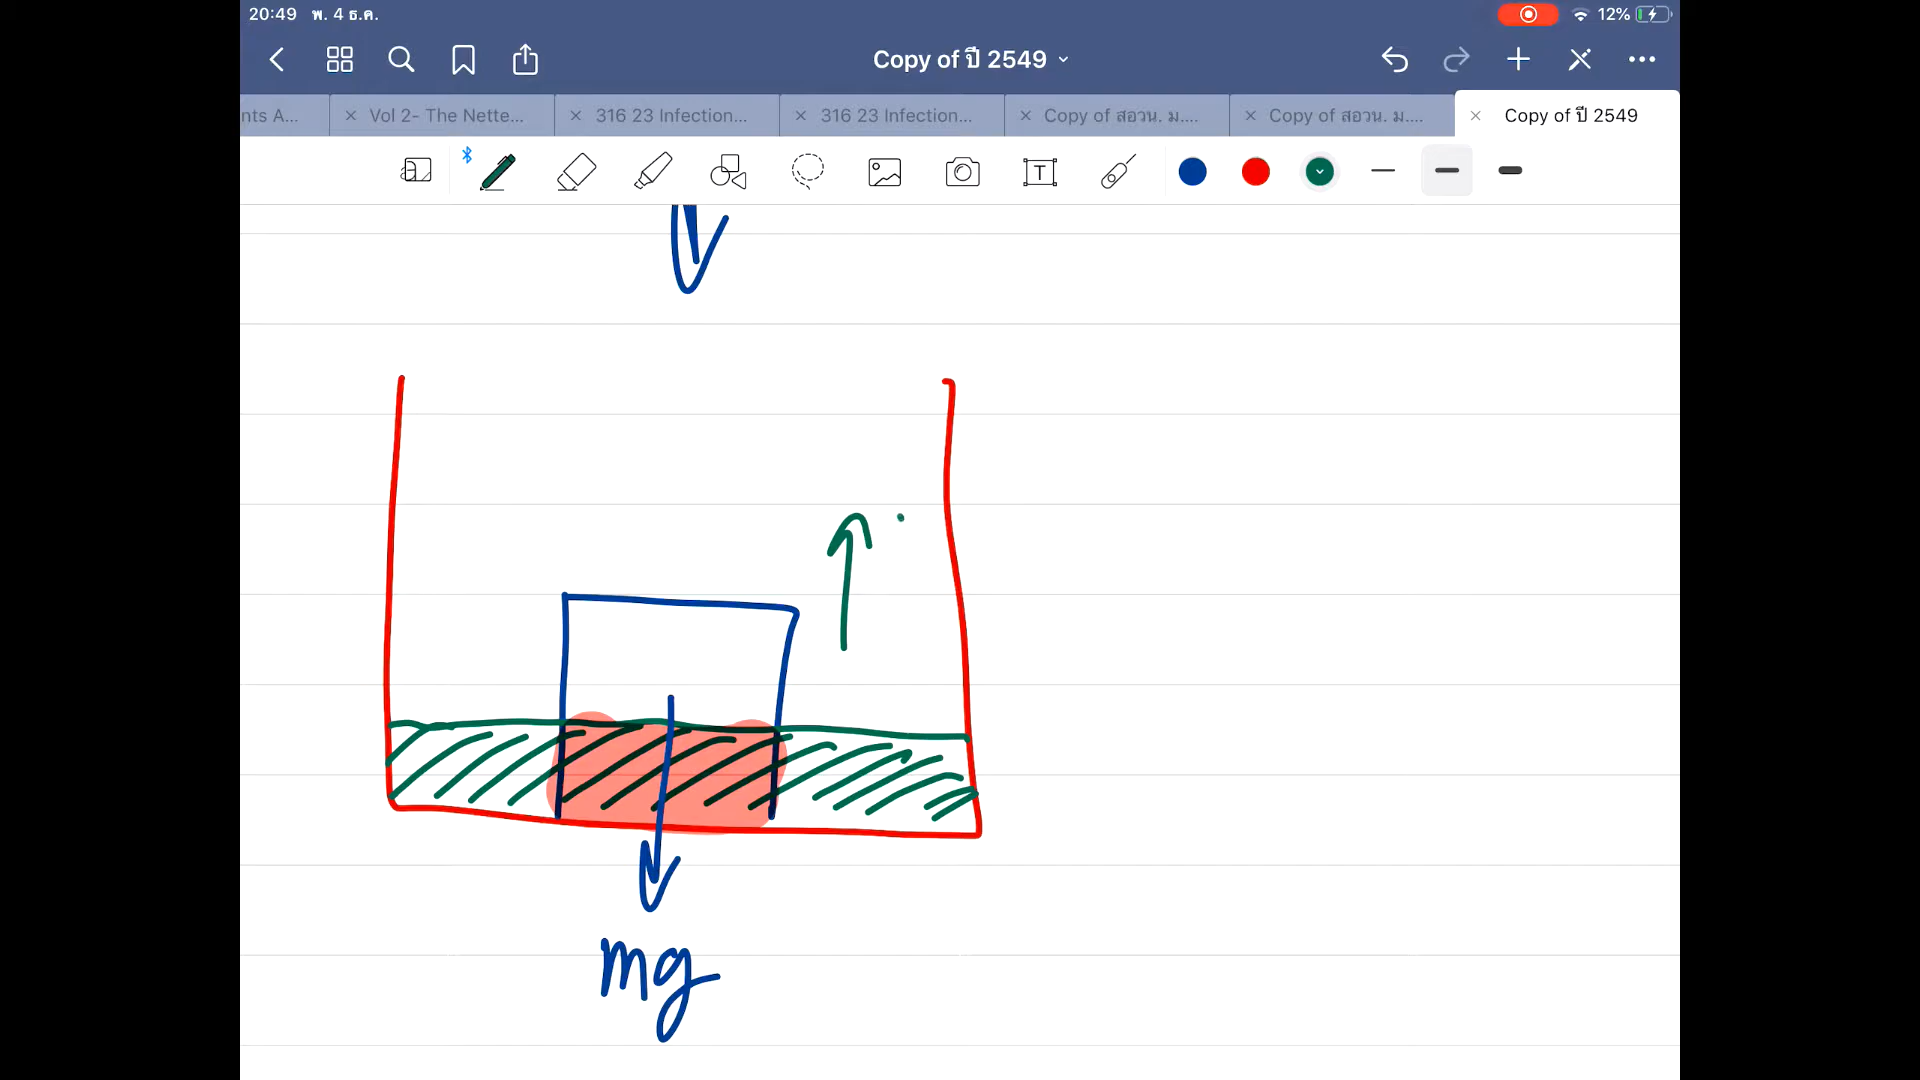 20:49 พ. 4 ธ.ค. 12%
Copy of ปี 2549
nts A... Vol 2- The Nette... 316 23 Infection... 316 23 Infection... Copy of สอวน. ม.... Copy of สอวน. ม.... Copy of ปี 2549
a T
mg